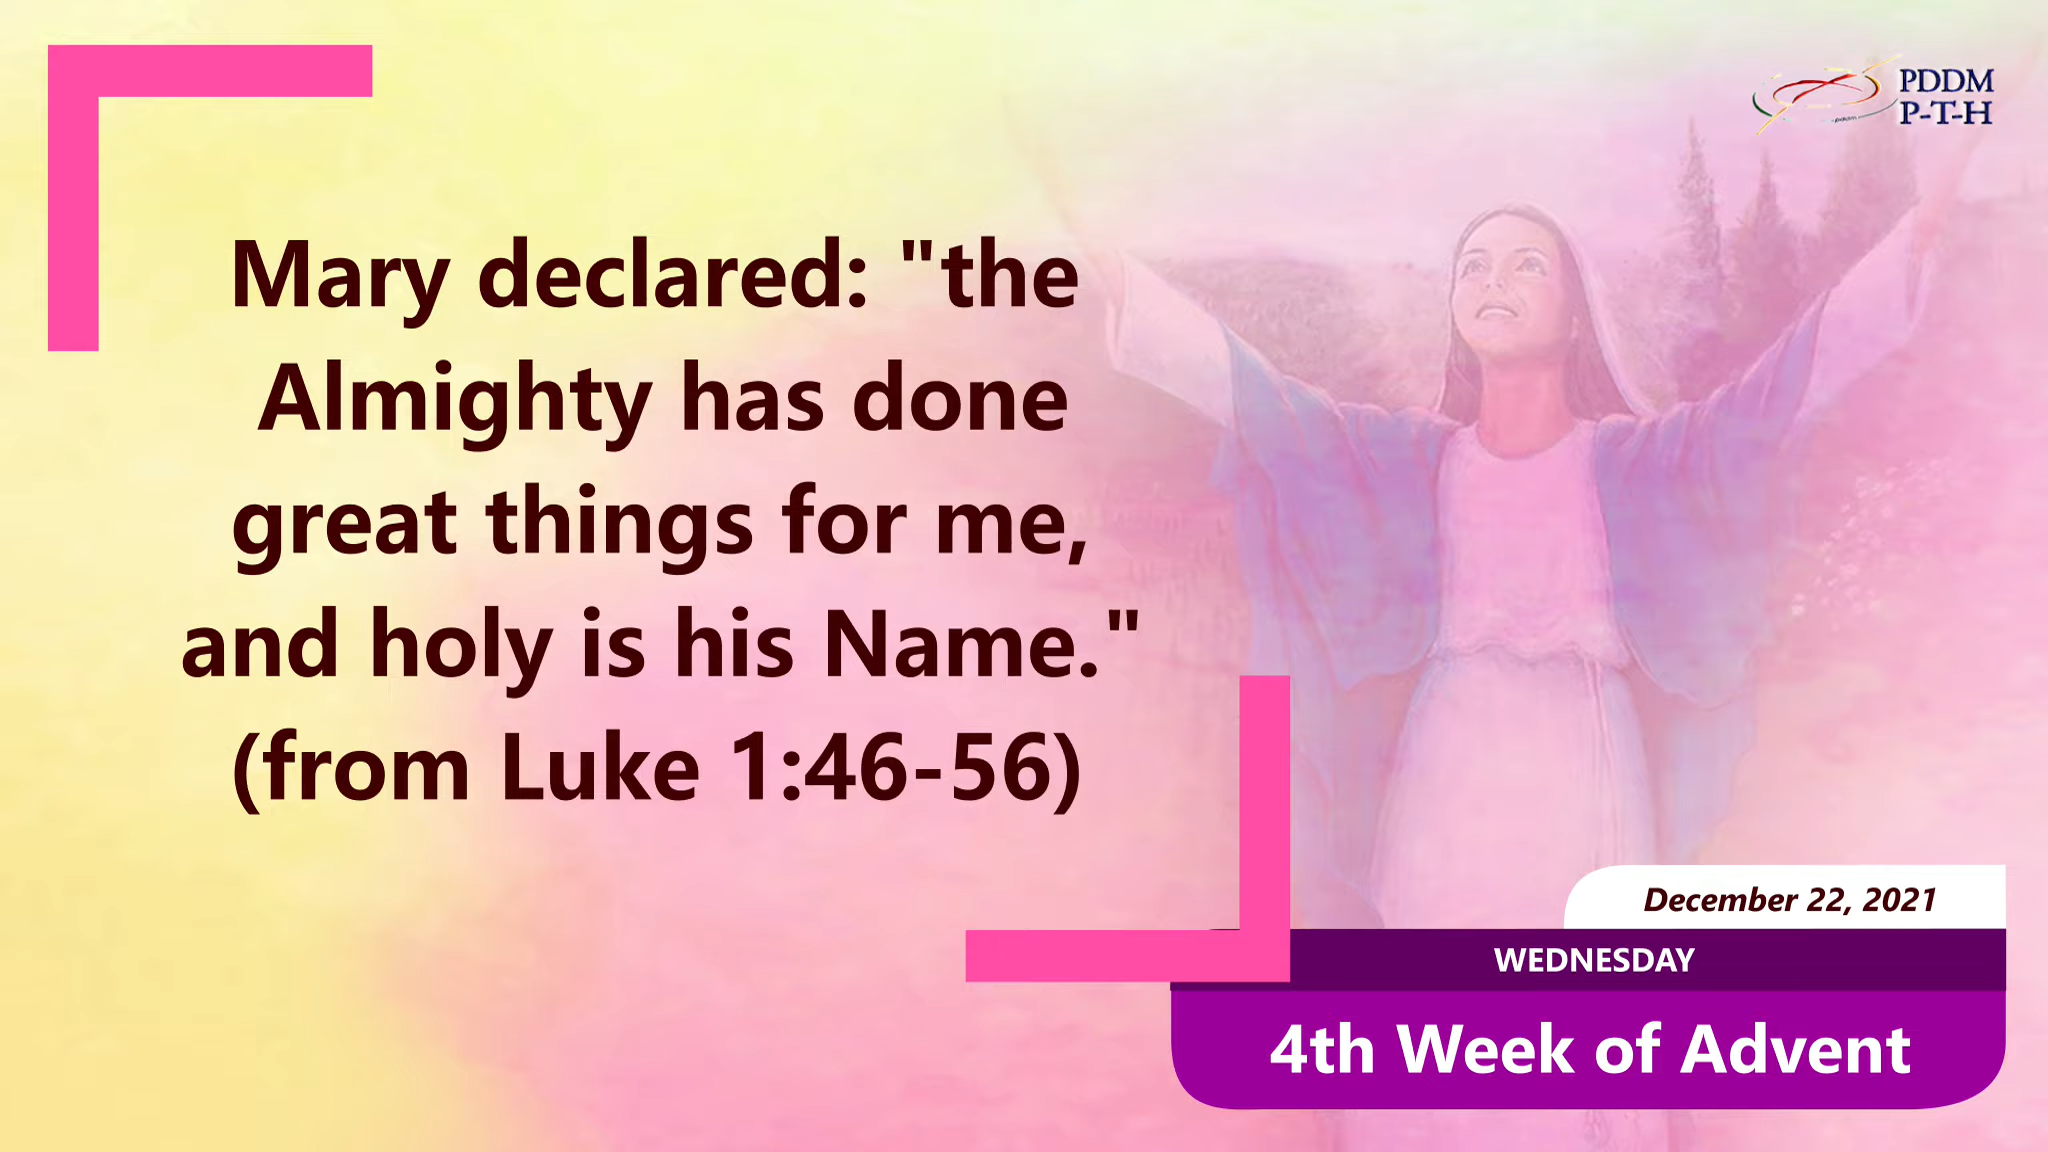 PDDM
P-T-H
Mary declared: "the
Almighty has done
great things for me,
and holy is his Name."
(from Luke 1:46-56)
December 22, 2021
WEDNESDAY
4th Week of Advent